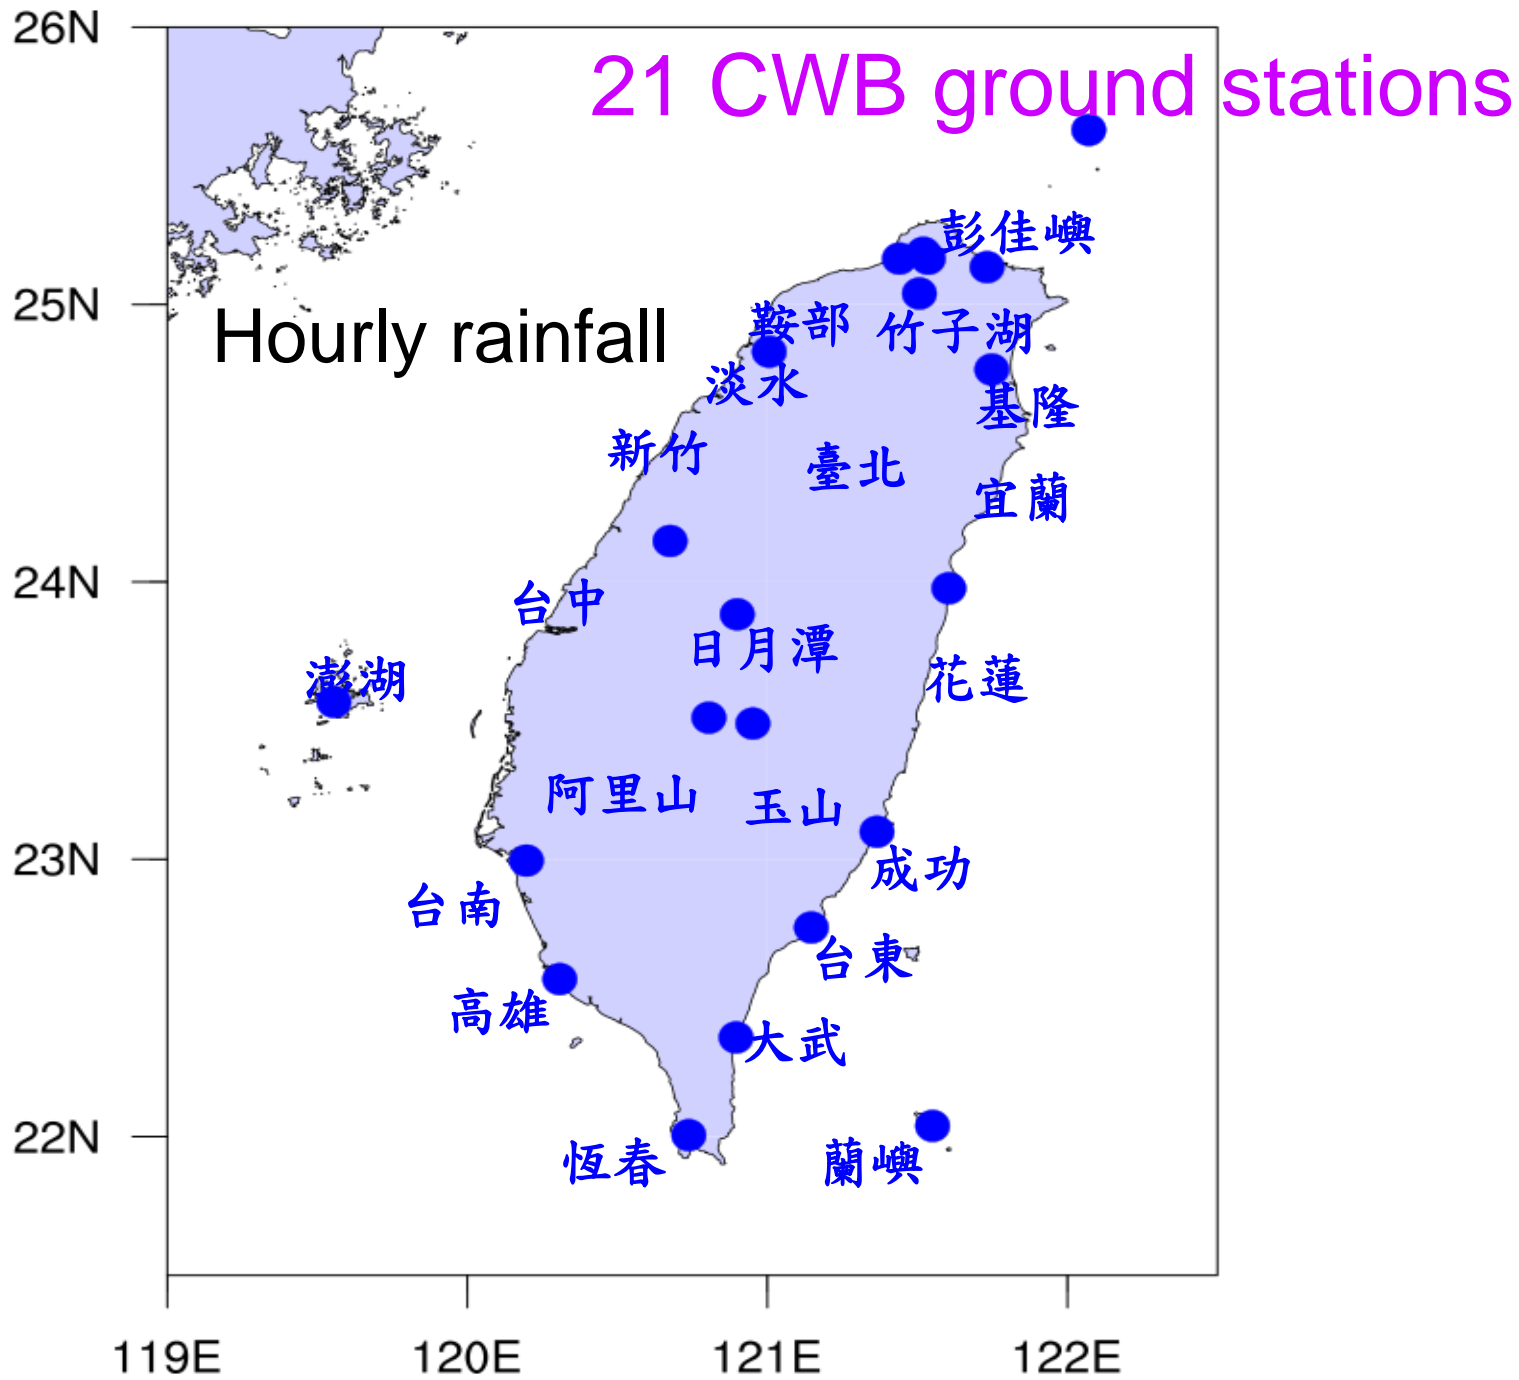 26N
21 CWB ground stations
彭佳嶼
25N
Hourly rainfall
鞍部
竹子湖
淡水
基隆
新竹
臺北
宜蘭
24N
台中
日月潭
澎湖
花蓮
阿里山
玉山
23N
成功
台南
台東
高雄
大武
22N
恆春
蘭嶼
119E
120E
121E
122E